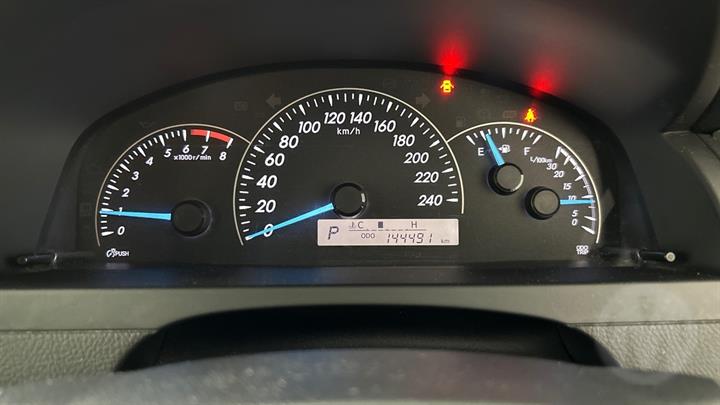 0 1 2 3 4 5 6 7 8
x1000r/min
PUSH
0 20 40 60 80 100 120 140 160 180 200 220 240
km/h
P C H
ODO 144491 km
E F
L/100km
30
20
15
10
5
0
ODO
TRIP